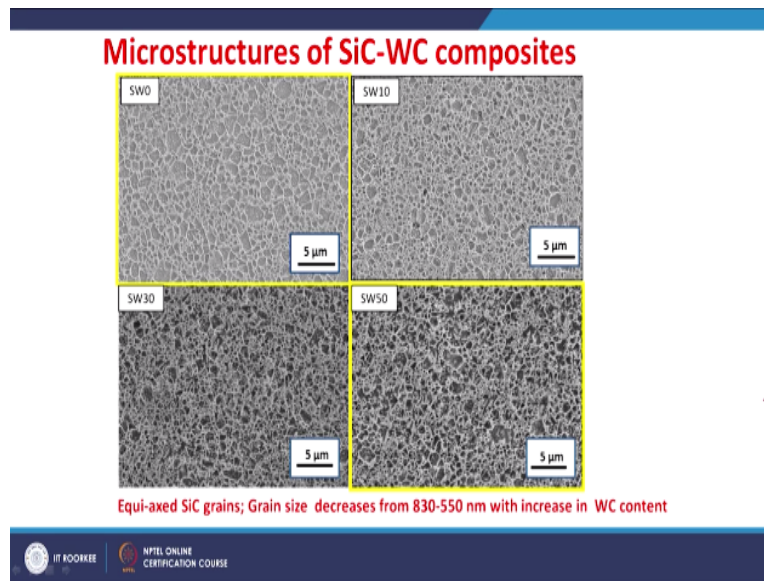 Microstructures of SiC-WC composites
SW0
SW10
5 μm
5 μm
SW30
SW50
5 μm
5 μm
Equi-axed SiC grains; Grain size decreases from 830-550 nm with increase in WC content
IIT ROORKEE
NPTEL ONLINE
CERTIFICATION COURSE